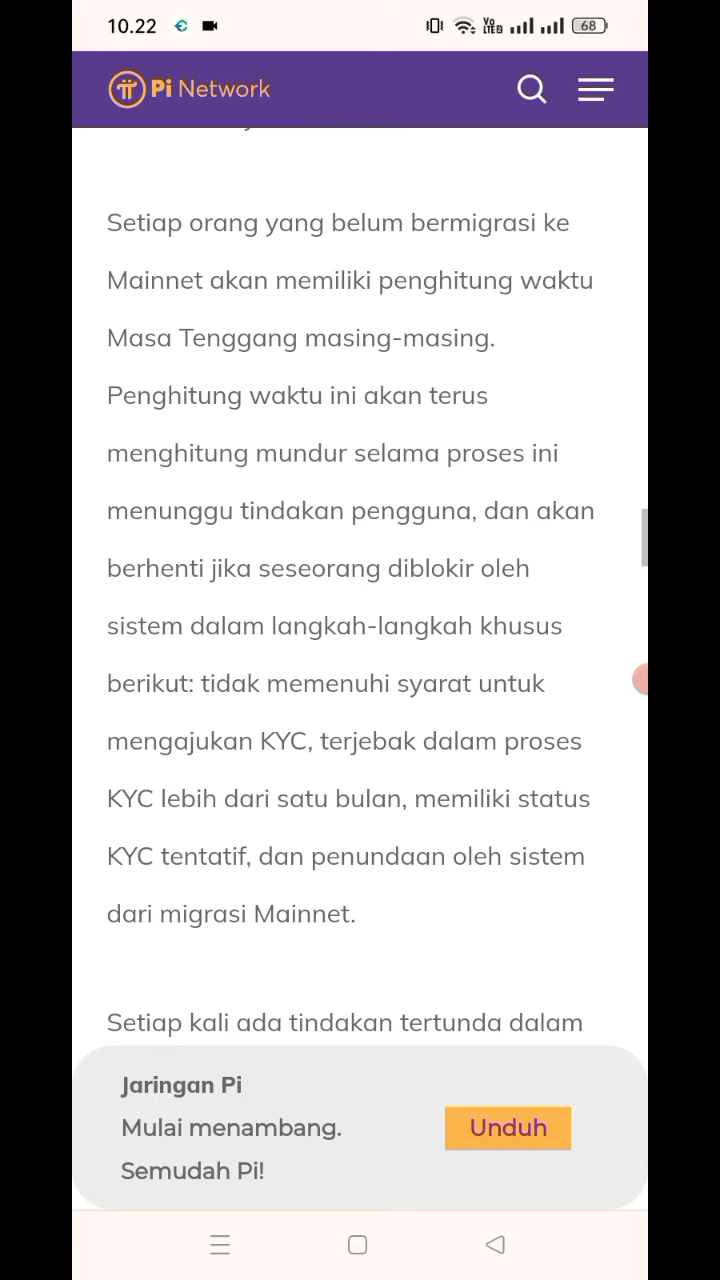 10.22
Vo LTE2 68
Pi Network
Setiap orang yang belum bermigrasi ke
Mainnet akan memiliki penghitung waktu
Masa Tenggang masing-masing.
Penghitung waktu ini akan terus
menghitung mundur selama proses ini
menunggu tindakan pengguna, dan akan
berhenti jika seseorang diblokir oleh
sistem dalam langkah-langkah khusus
berikut: tidak memenuhi syarat untuk
mengajukan KYC, terjebak dalam proses
KYC lebih dari satu bulan, memiliki status
KYC tentatif, dan penundaan oleh sistem
dari migrasi Mainnet.
Setiap kali ada tindakan tertunda dalam
Jaringan Pi
Mulai menambang.
Semudah Pi!
Unduh